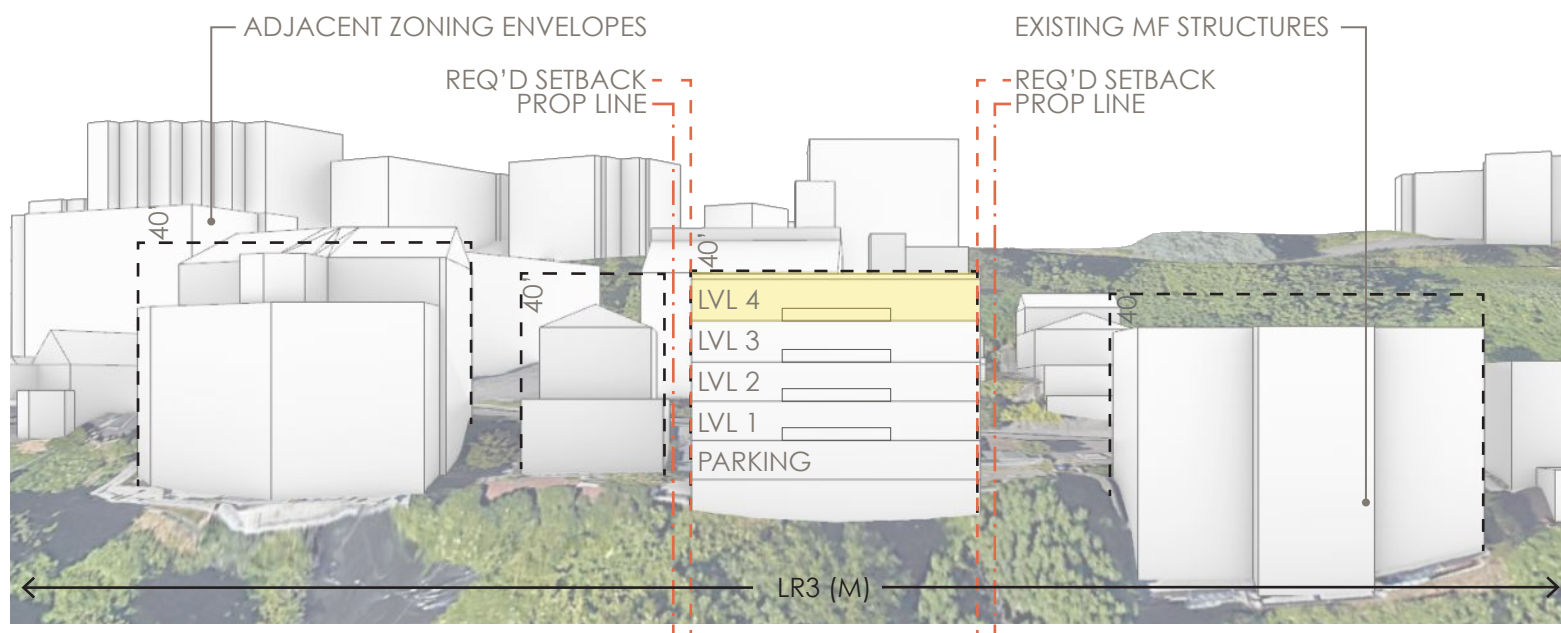 ADJACENT ZONING ENVELOPES
EXISTING MF STRUCTURES
REQ'D SETBACK
PROP LINE
REQ'D SETBACK
PROP LINE
40'
40'
40'
40'
LVL 4
LVL 3
LVL 2
LVL 1
PARKING
LR3 (M)